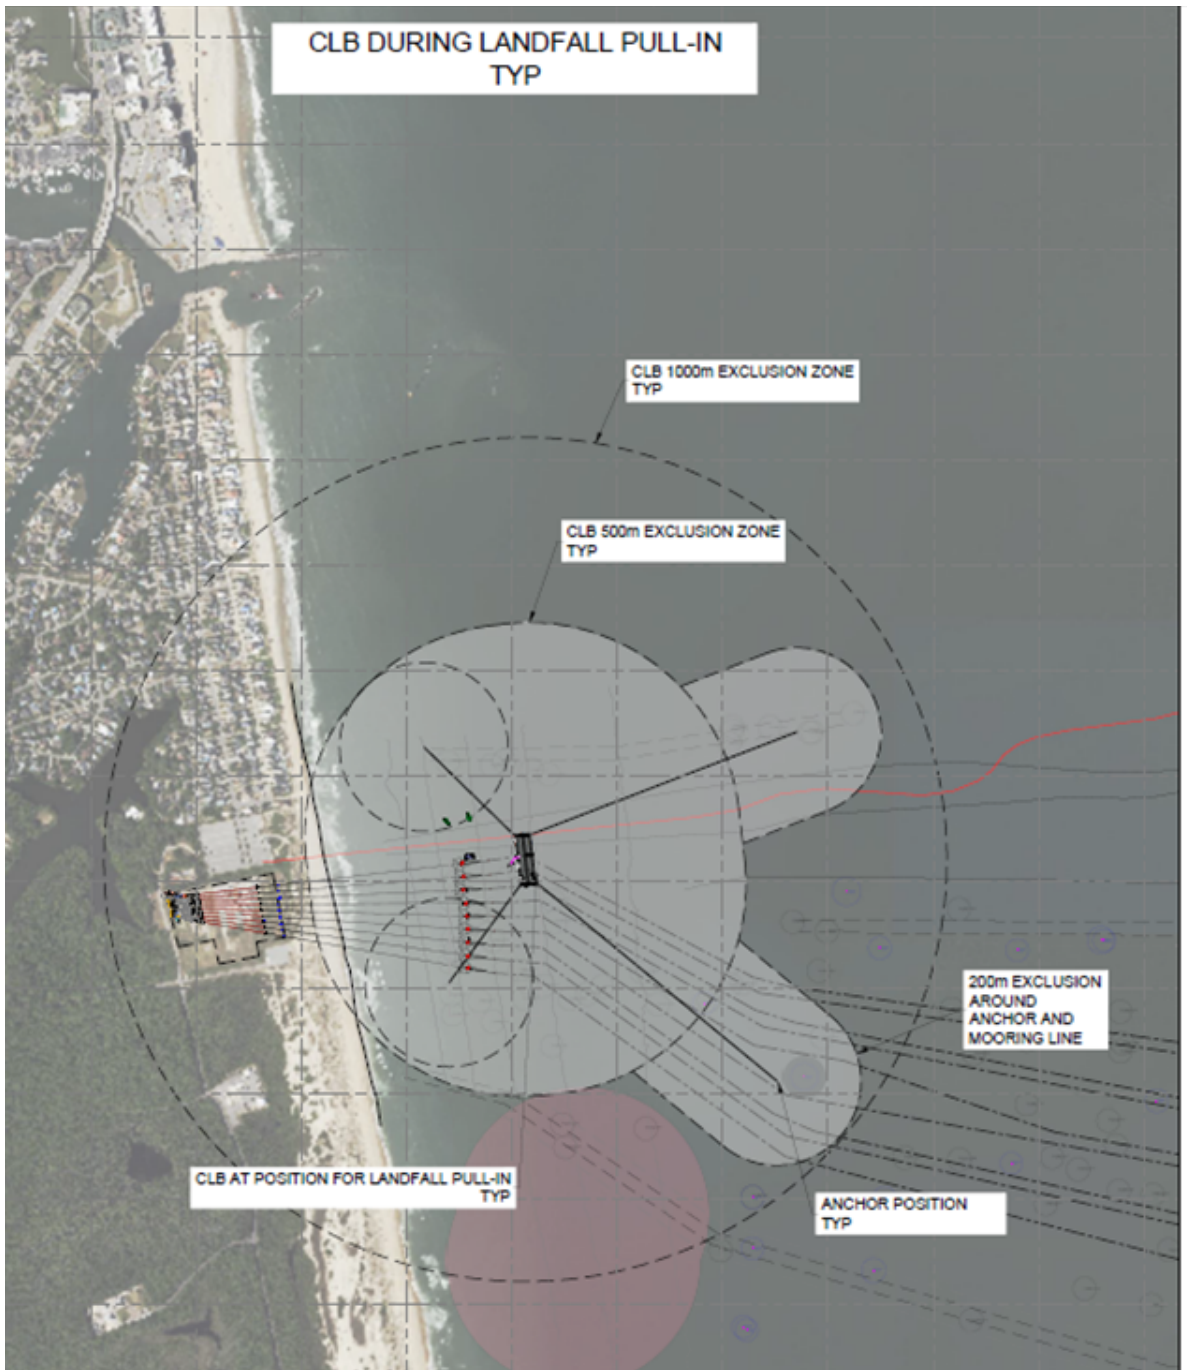 CLB DURING LANDFALL PULL-IN
TYP
CLB 1000m EXCLUSION ZONE
TYP
CLB 500m EXCLUSION ZONE
TYP
200m EXCLUSION
AROUND
ANCHOR AND
MOORING LINE
CLB AT POSITION FOR LANDFALL PULL-IN
TYP
ANCHOR POSITION
TYP